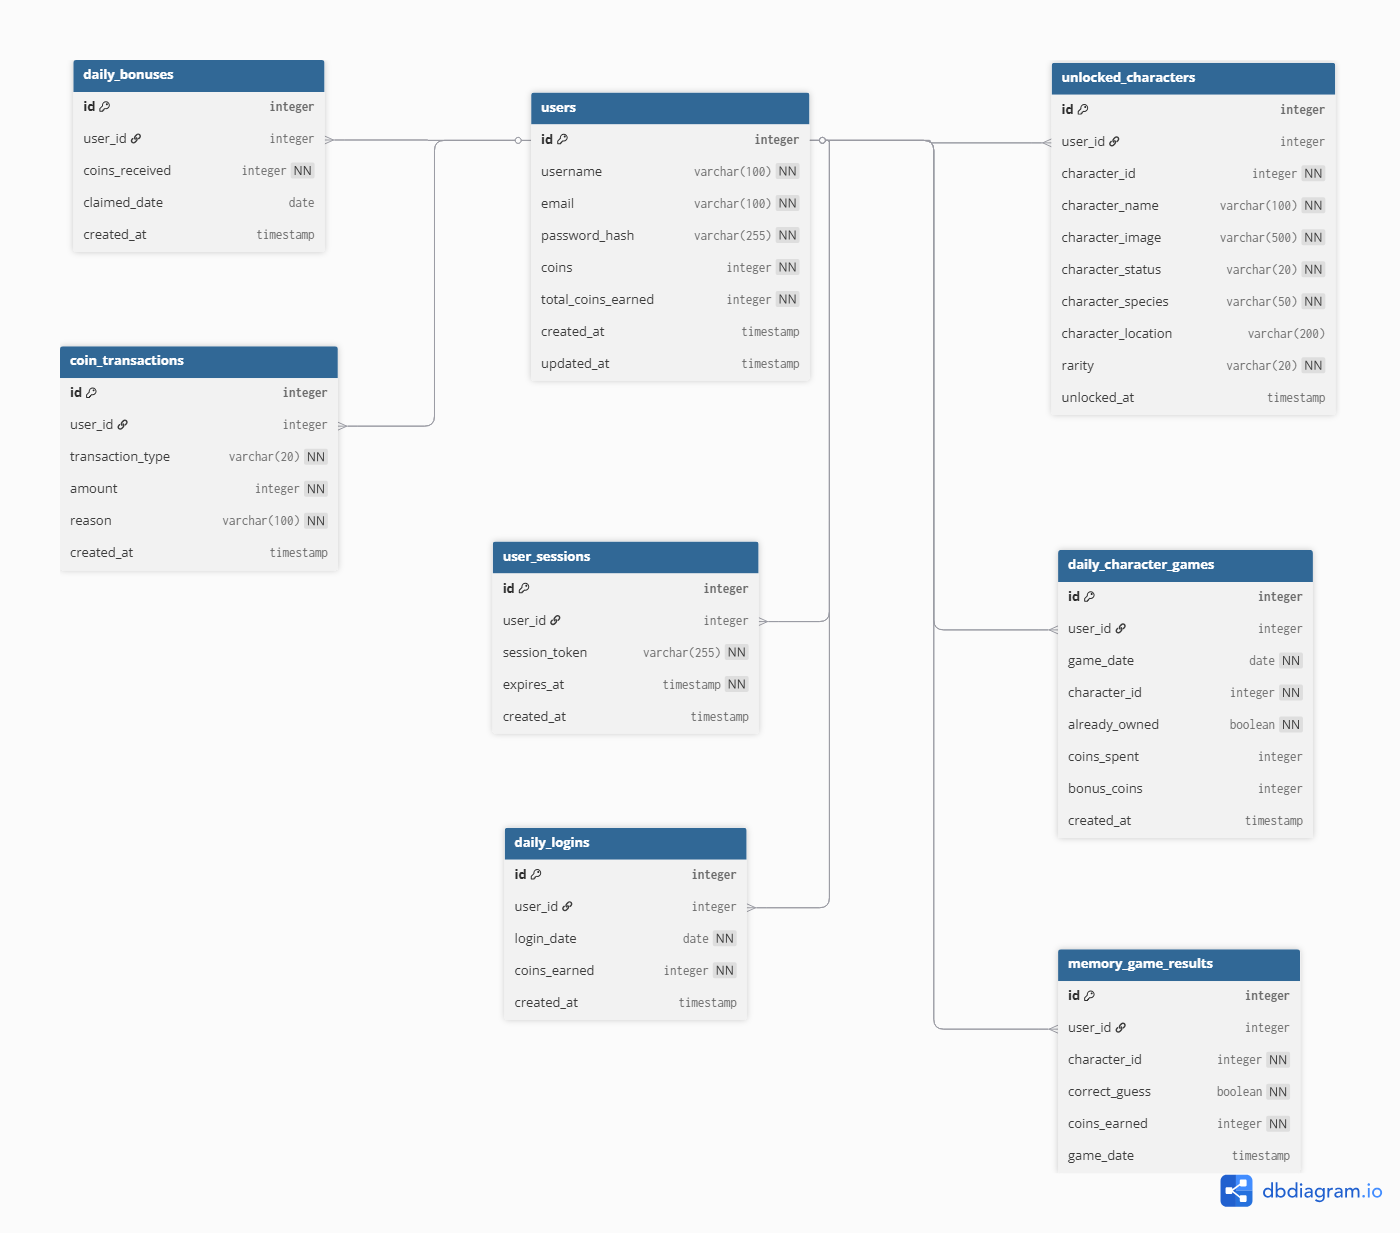 daily_bonuses
id integer
user_id integer
coins_received integer NN
claimed_date date
created_at timestamp
users
id integer
username varchar(100) NN
email varchar(100) NN
password_hash varchar(255) NN
coins integer NN
total_coins_earned integer NN
created_at timestamp
updated_at timestamp
unlocked_characters
id integer
user_id integer
character_id integer NN
character_name varchar(100) NN
character_image varchar(500) NN
character_status varchar(20) NN
character_species varchar(50) NN
character_location varchar(200)
rarity varchar(20) NN
unlocked_at timestamp
coin_transactions
id integer
user_id integer
transaction_type varchar(20) NN
amount integer NN
reason varchar(100) NN
created_at timestamp
user_sessions
id integer
user_id integer
session_token varchar(255) NN
expires_at timestamp NN
created_at timestamp
daily_character_games
id integer
user_id integer
game_date date NN
character_id integer NN
already_owned boolean NN
coins_spent integer
bonus_coins integer
created_at timestamp
daily_logins
id integer
user_id integer
login_date date NN
coins_earned integer NN
created_at timestamp
memory_game_results
id integer
user_id integer
character_id integer NN
correct_guess boolean NN
coins_earned integer NN
game_date timestamp
dbdiagram.io